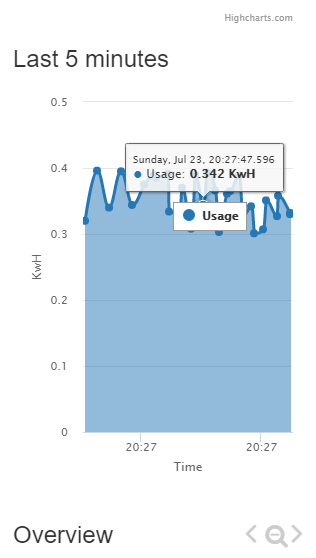 Highcharts.com
Last 5 minutes
0.5
0.4
Sunday, Jul 23, 20:27:47.596
Usage: 0.342 KwH
Usage
0.3
KwH
0.2
0.1
0
20:27 20:27
Time
Overview